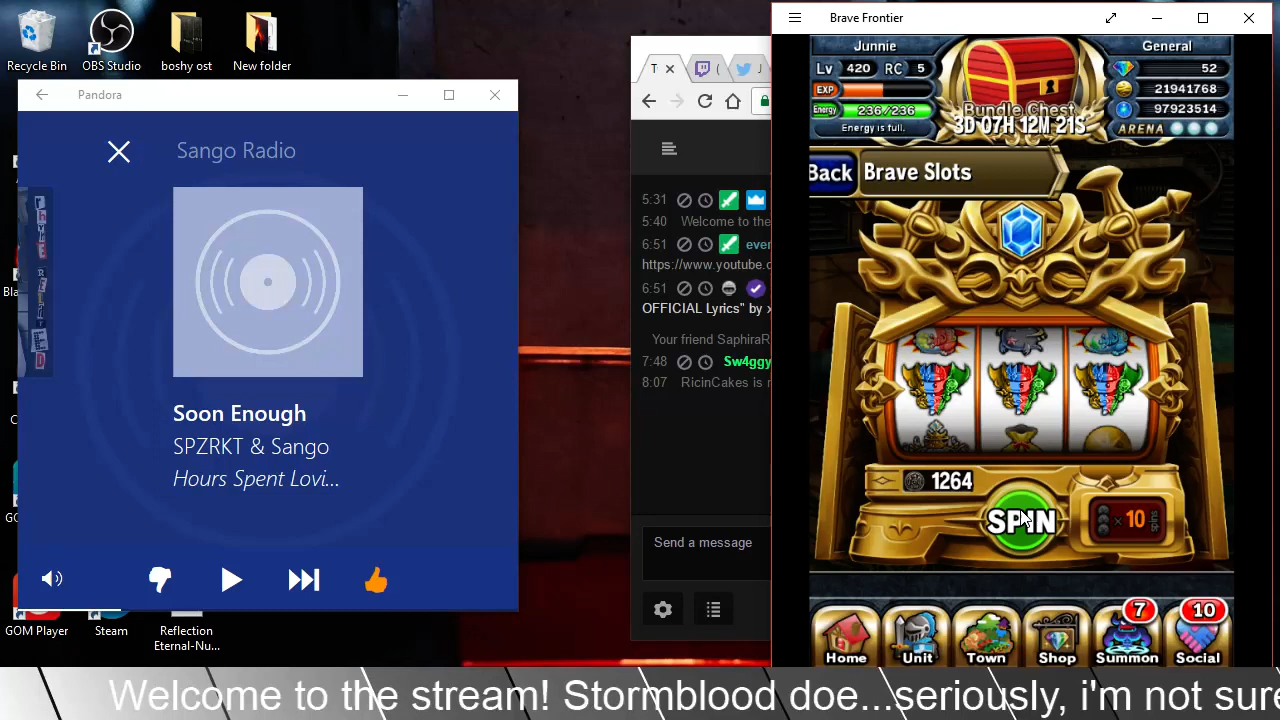 Recycle Bin
OBS Studio
boshy ost
New folder
Pandora
Sango Radio
Soon Enough
SPZRKT & Sango
Hours Spent Lovi...
GOM Player
Steam
Reflection
Eternal-Nu...
5:31
5:40 Welcome to the
6:51 even
https://www.youtube.c
6:51
OFFICIAL Lyrics" by x
Your friend SaphiraR
7:48 Sw4ggy
8:07 RicinCakes is n
Send a message
Brave Frontier
Junnie
General
Lv 420 RC 5
52
EXP
21941768
Energy 236/236
97923514
Energy is full.
ARENA
Bundle Chest
3D 07H 12M 21S
Back
Brave Slots
1264
SPIN
× 10 spins
7
10
Home
Unit
Town
Shop
Summon
Social
Welcome to the stream! Stormblood doe...seriously, i'm not sure